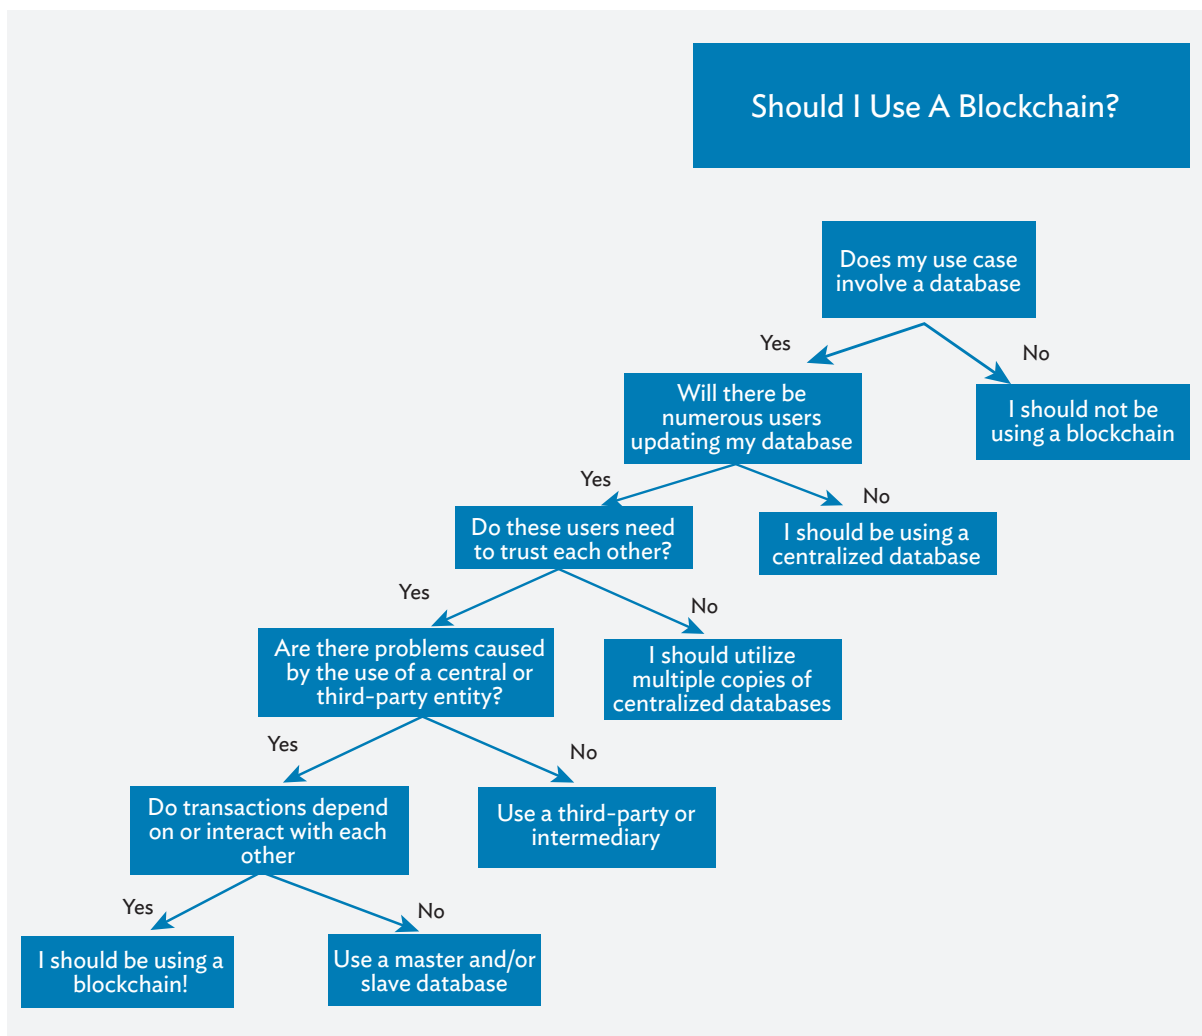 Should I Use A Blockchain?
Does my use case
involve a database
Yes
No
Will there be
numerous users
updating my database
I should not be
using a blockchain
Yes
No
Do these users need
to trust each other?
I should be using a
centralized database
Yes
No
Are there problems caused
by the use of a central or
third-party entity?
I should utilize
multiple copies of
centralized databases
Yes
No
Do transactions depend
on or interact with each
other
Use a third-party or
intermediary
Yes
No
I should be using a
blockchain!
Use a master and/or
slave database